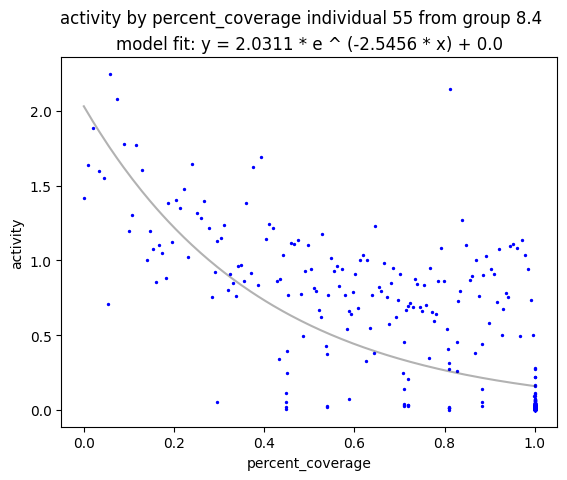 activity by percent_coverage individual 55 from group 8.4
model fit: y = 2.0311 * e ^ (-2.5456 * x) + 0.0
2.0
1.5
activity
1.0
0.5
0.0
0.0 0.2 0.4 0.6 0.8 1.0
percent_coverage